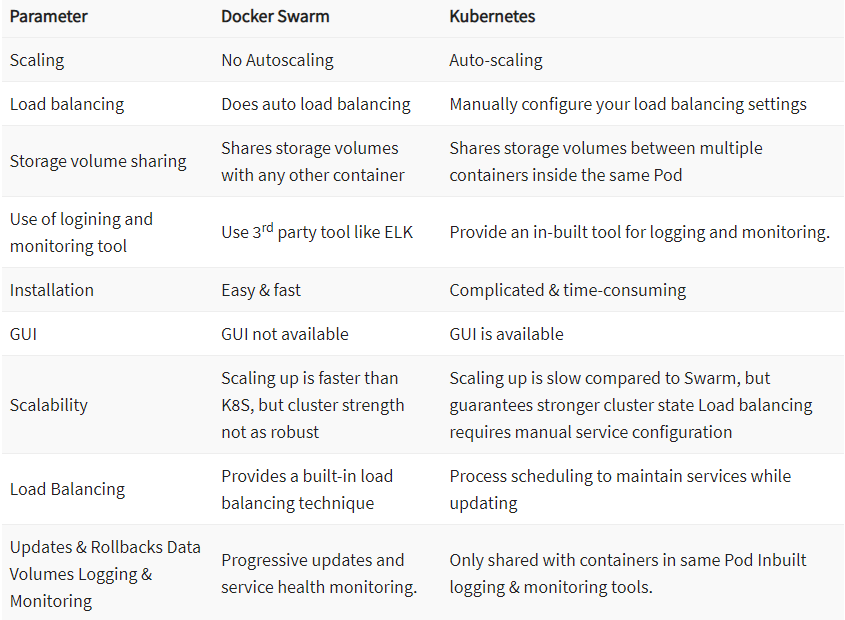 Parameter Docker Swarm Kubernetes
Scaling No Autoscaling Auto-scaling
Load balancing Does auto load balancing Manually configure your load balancing settings
Storage volume sharing
Shares storage volumes
with any other container
Shares storage volumes between multiple
containers inside the same Pod
Use of logining and
monitoring tool
Use 3rd party tool like ELK
Provide an in-built tool for logging and monitoring.
Installation Easy & fast Complicated & time-consuming
GUI GUI not available GUI is available
Scalability
Scaling up is faster than
K8S, but cluster strength
not as robust
Scaling up is slow compared to Swarm, but
guarantees stronger cluster state Load balancing
requires manual service configuration
Load Balancing
Provides a built-in load
balancing technique
Process scheduling to maintain services while
updating
Updates & Rollbacks Data
Volumes Logging &
Monitoring
Progressive updates and
service health monitoring.
Only shared with containers in same Pod Inbuilt
logging & monitoring tools.